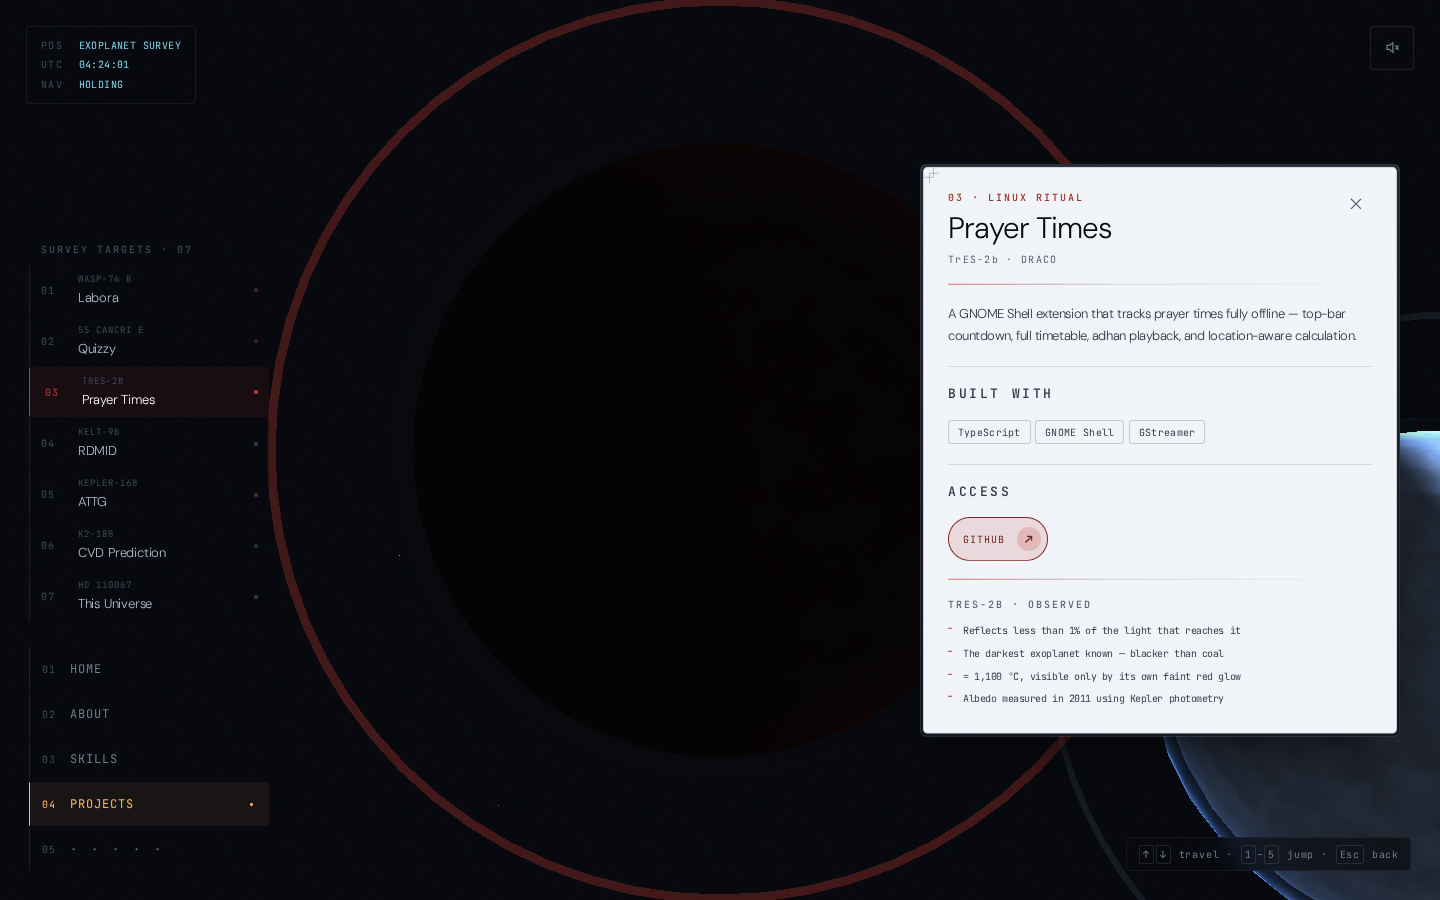 POS EXOPLANET SURVEY
UTC 04:24:01
NAV HOLDING
SURVEY TARGETS · 07
WASP-76 B
01 Labora
55 CANCRI E
02 Quizzy
TRES-2B
03 Prayer Times
KELT-9B
04 RDMID
KEPLER-16B
05 ATTG
K2-18B
06 CVD Prediction
HD 110067
07 This Universe
01 HOME
02 ABOUT
03 SKILLS
04 PROJECTS
05 · · · · ·
03 · LINUX RITUAL
Prayer Times
TrES-2b · DRACO
A GNOME Shell extension that tracks prayer times fully offline — top-bar
countdown, full timetable, adhan playback, and location-aware calculation.
BUILT WITH
TypeScript GNOME Shell GStreamer
ACCESS
GITHUB ↗
TRES-2B · OBSERVED
– Reflects less than 1% of the light that reaches it
– The darkest exoplanet known — blacker than coal
– ≈ 1,100 °C, visible only by its own faint red glow
– Albedo measured in 2011 using Kepler photometry
↑ ↓ travel · 1–5 jump · Esc back